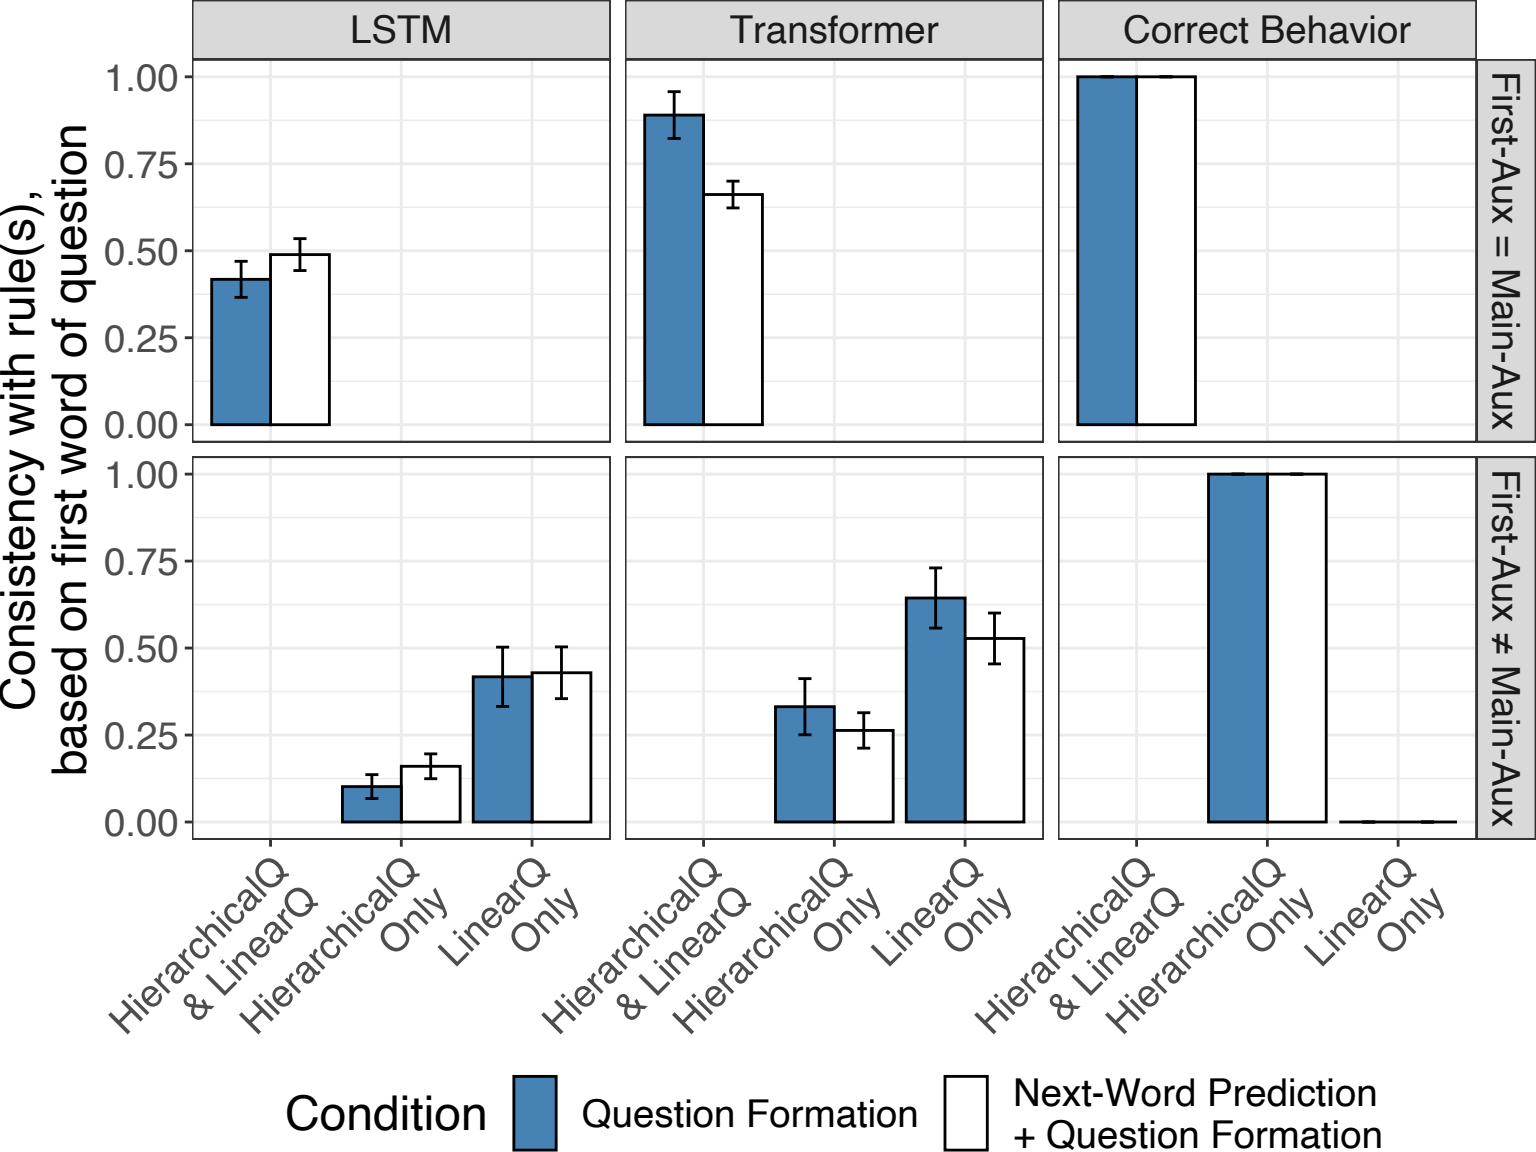 LSTM
Transformer
Correct Behavior
Consistency with rule(s),
based on first word of question
1.00
0.75
0.50
0.25
0.00
First-Aux = Main-Aux
1.00
0.75
0.50
0.25
0.00
First-Aux ≠ Main-Aux
HierarchicalQ
& LinearQ
HierarchicalQ
Only
LinearQ
Only
HierarchicalQ
& LinearQ
HierarchicalQ
Only
LinearQ
Only
HierarchicalQ
& LinearQ
HierarchicalQ
Only
LinearQ
Only
Condition
Question Formation
Next-Word Prediction
+ Question Formation